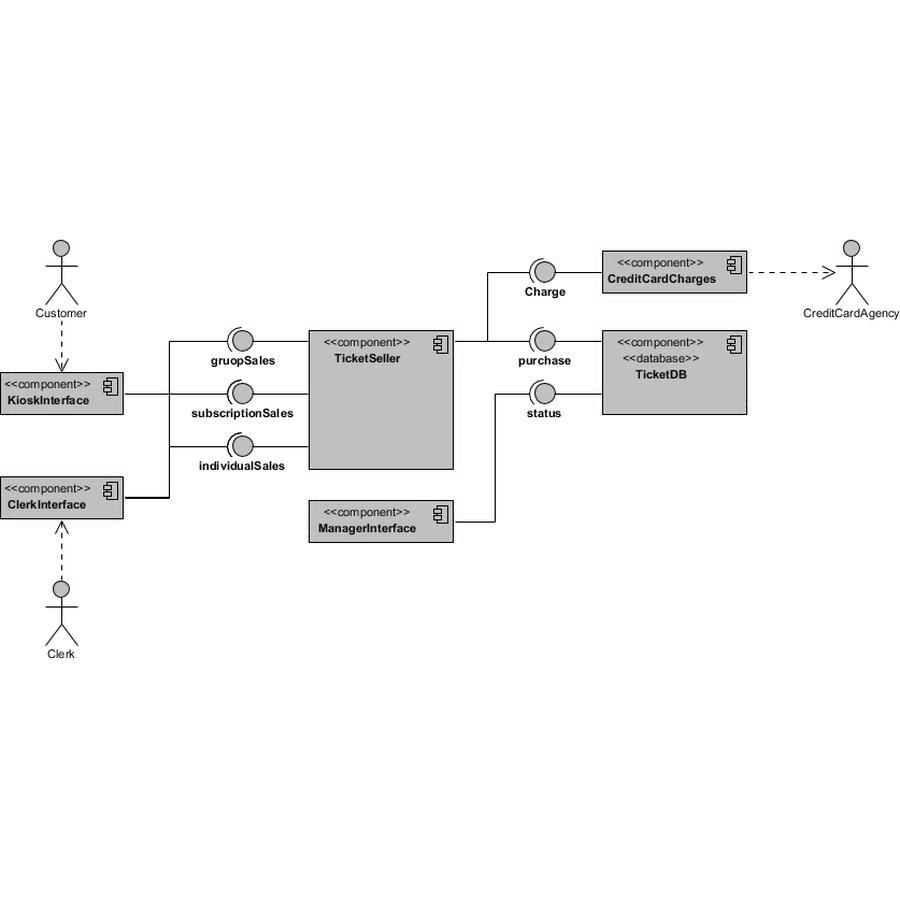 Customer
<<component>>
KioskInterface
<<component>>
ClerkInterface
Clerk
gruopSales
subscriptionSales
individualSales
<<component>>
TicketSeller
<<component>>
ManagerInterface
Charge
purchase
status
<<component>>
CreditCardCharges
<<component>>
<<database>>
TicketDB
CreditCardAgency